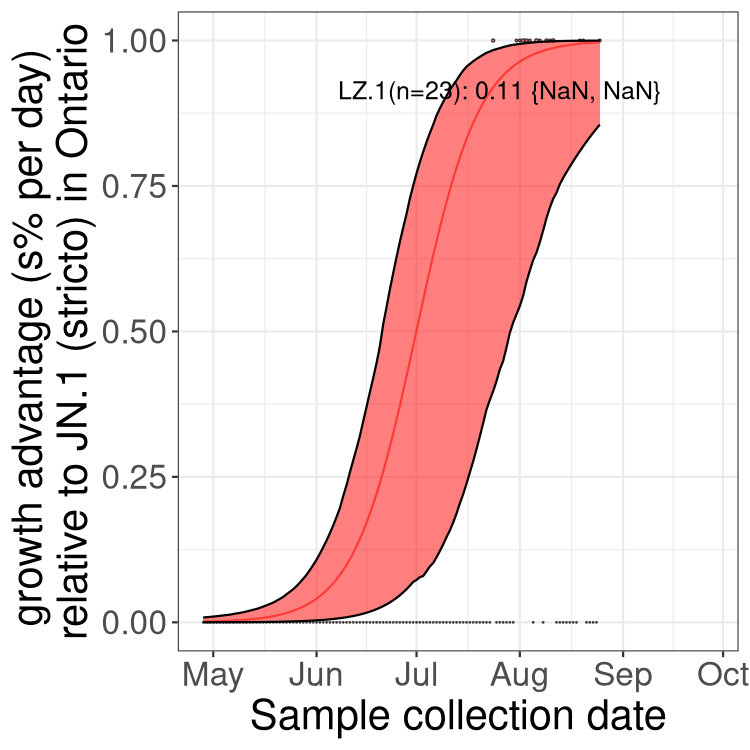 growth advantage (s% per day)
relative to JN.1 (stricto) in Ontario
1.00
0.75
0.50
0.25
0.00
LZ.1(n=23): 0.11 {NaN, NaN}
May Jun Jul Aug Sep Oct
Sample collection date